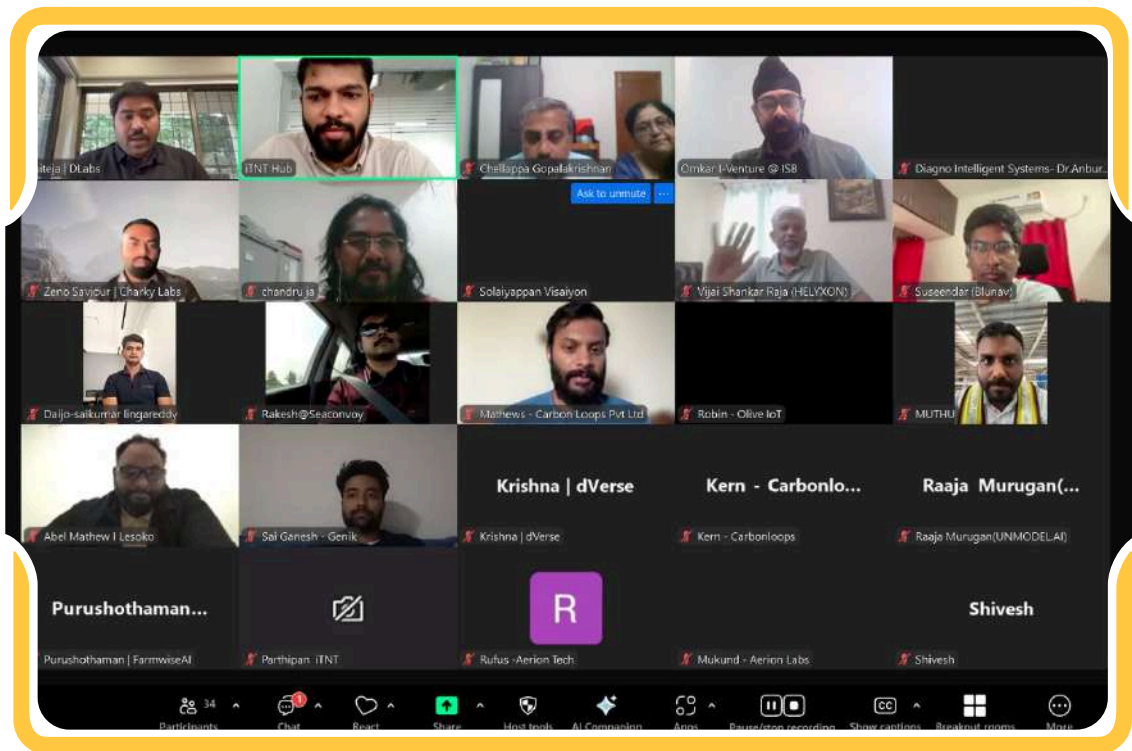 iteja | DLabs
iTNT Hub
Chellappa Gopalakrishnan
Omkar I-Venture @ ISB
Diagno Intelligent Systems- Dr.Anbur...
Ask to unmute ...
Zeno Saviour | Charky Labs
chandru ja
Solaiyappan Visaiyon
Vijai Shankar Raja (HELYXON)
Suseendar (Blunav)
Daijo-saikumar lingareddy
Rakesh@Seaconvoy
Mathews - Carbon Loops Pvt Ltd
Robin - Olive IoT
MUTHU
Krishna | dVerse
Kern - Carbonlo...
Raaja Murugan(...
Abel Mathew I Lesoko
Sai Ganesh - Genik
Krishna | dVerse
Kern - Carbonloops
Raaja Murugan(UNMODEL.AI)
Purushothaman...
R
Shivesh
Purushothaman | FarmwiseAI
Parthipan iTNT
Rufus -Aerion Tech
Mukund - Aerion Labs
Shivesh
34
1
CC
Participants
Chat
React
Share
Host tools
AI Companion
Apps
Pause/stop recording
Show captions
Breakout rooms
More